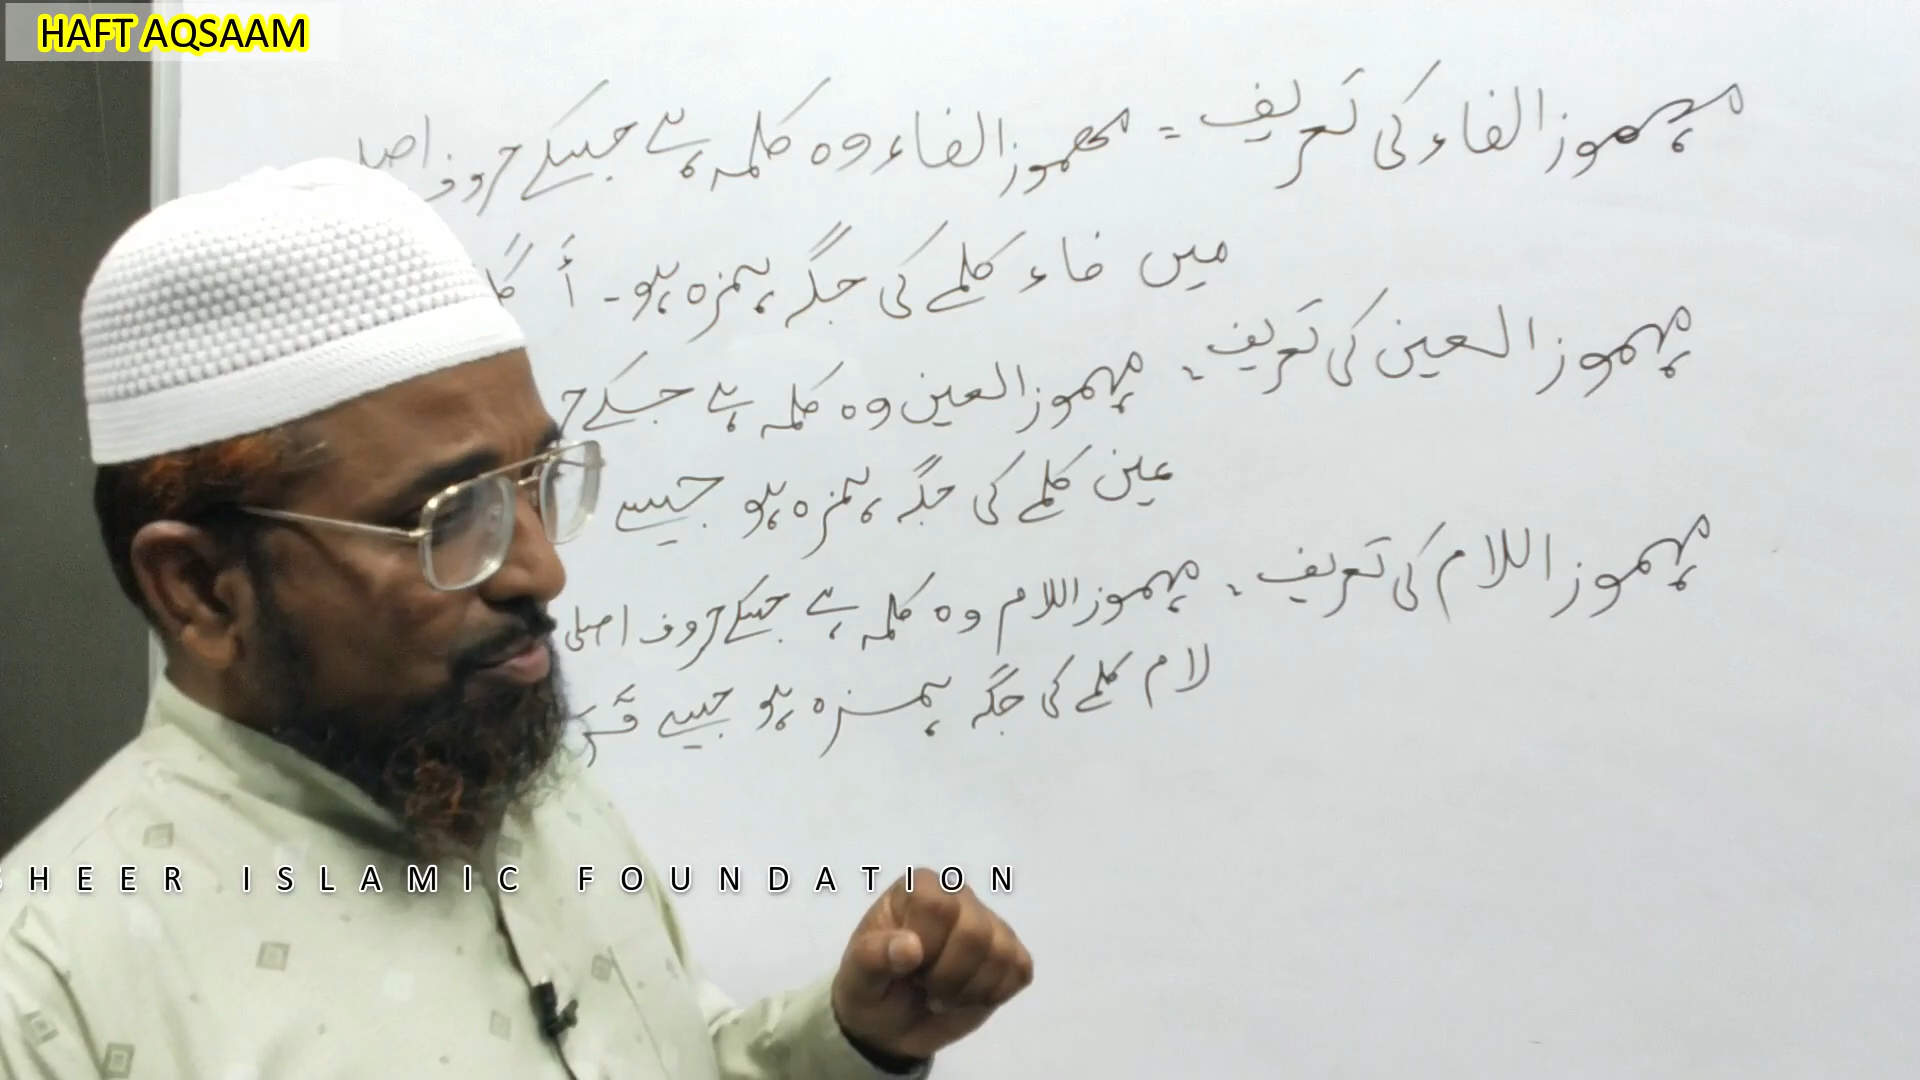 HAFT AQSAAM
مہموز الفاء کی تعریف = مہموز الفاء وہ کلمہ ہے جسکے حروف اصلی
میں فاء کلمے کی جگہ ہمزہ ہو۔
مہموز العین کی تعریف ۔ مہموز العین وہ کلمہ ہے جسکے
عین کلمے کی جگہ ہمزہ ہو جیسے
مہموز اللام کی تعریف ۔ مہموز اللام وہ کلمہ ہے جسکے حروف اصلی
لام کلمے کی جگہ ہمزہ ہو جیسے
HEER ISLAMIC FOUNDATION